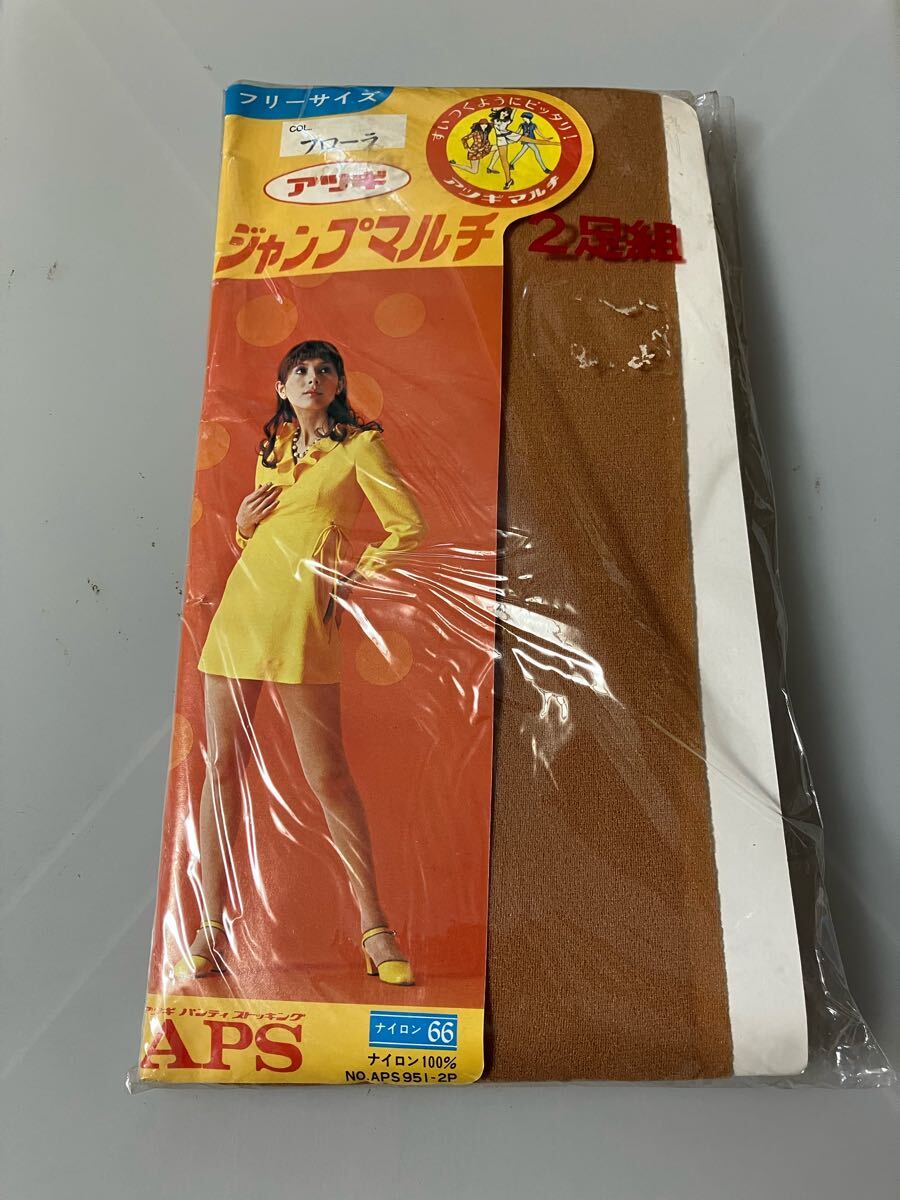 フリーサイズ
COL.
フローラ
アツギ
すいつくようにピッタリ!
アツギマルチ
ジャンプマルチ
2足組
アツギ パンティ ストッキング
APS
ナイロン 66
ナイロン100%
NO.APS951-2P